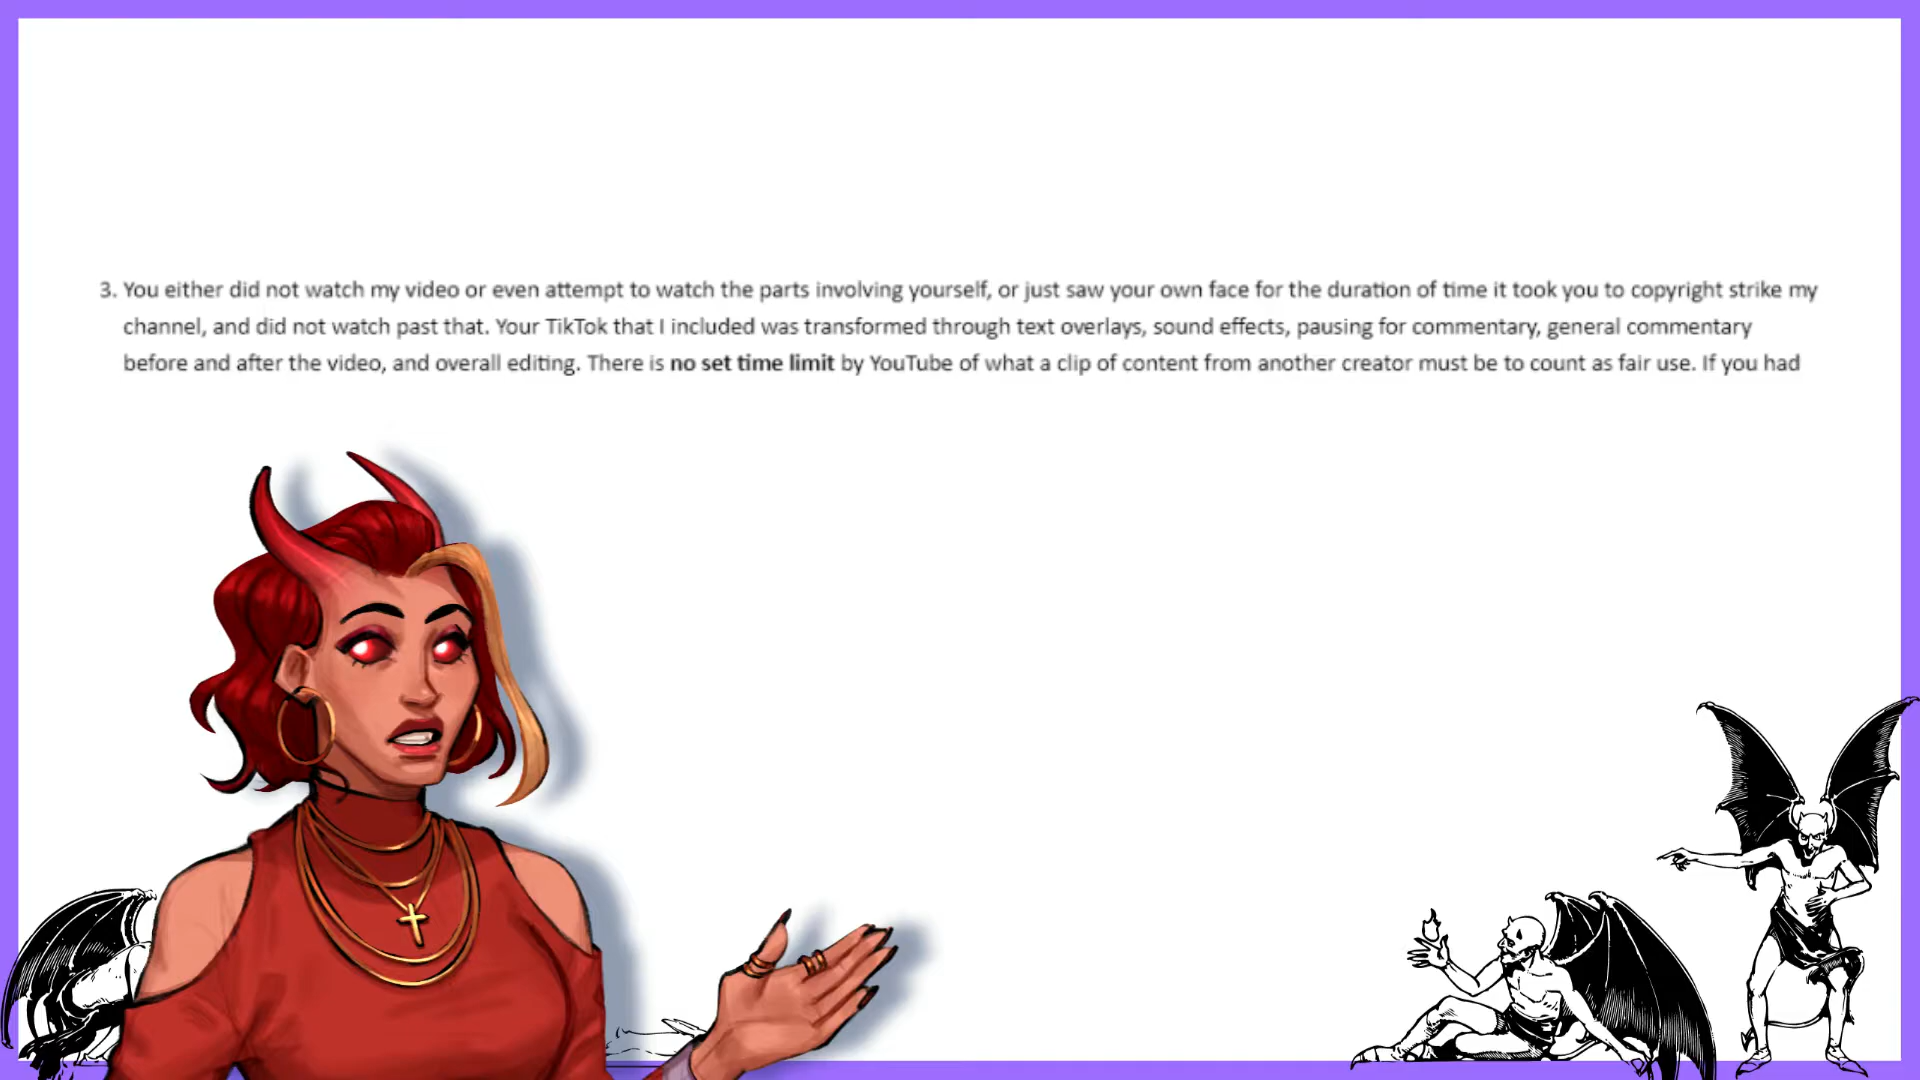 3. You either did not watch my video or even attempt to watch the parts involving yourself, or just saw your own face for the duration of time it took you to copyright strike my
channel, and did not watch past that. Your TikTok that I included was transformed through text overlays, sound effects, pausing for commentary, general commentary
before and after the video, and overall editing. There is no set time limit by YouTube of what a clip of content from another creator must be to count as fair use. If you had